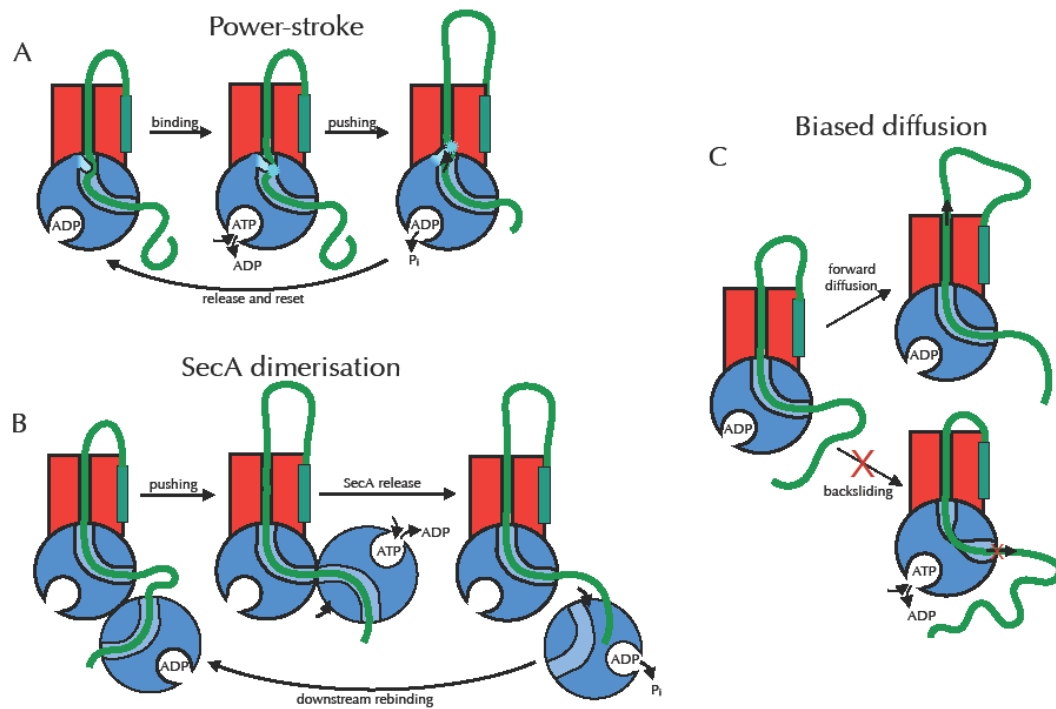 Power-stroke
A
binding
pushing
ADP
ATP
ADP
ADP
Pi
release and reset
SecA dimerisation
B
pushing
SecA release
ADP
ATP
ADP
ADP
Pi
downstream rebinding
Biased diffusion
C
forward
diffusion
ADP
ADP
X
backsliding
x
ATP
ADP